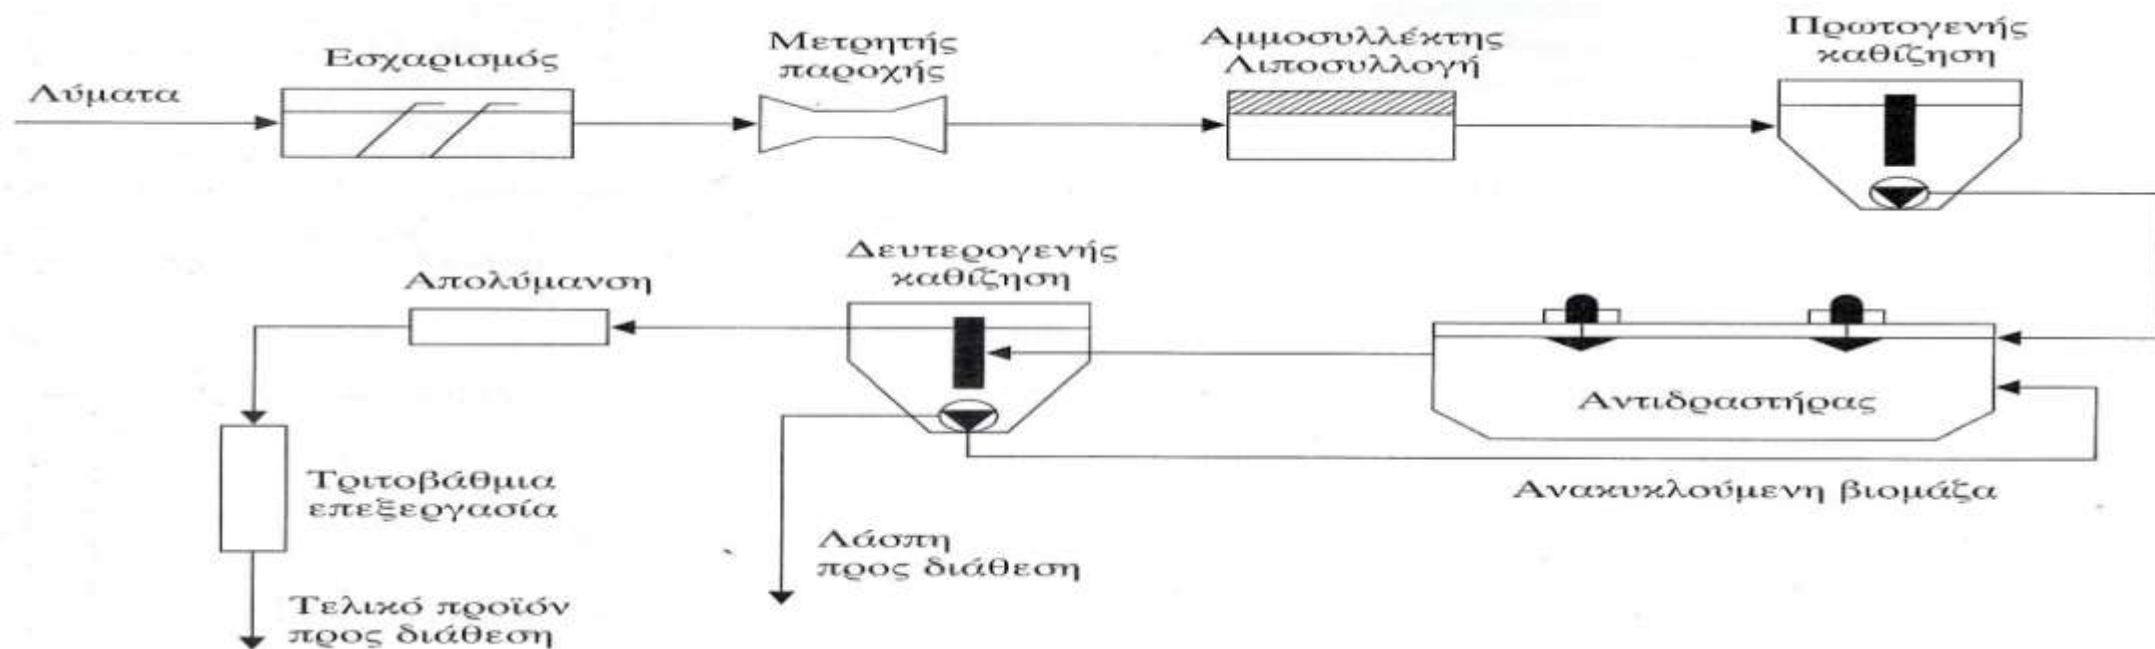 Λύματα
Εσχαρισμός
Μετρητής
παροχής
Αμμοσυλλέκτης
Λιποσυλλογή
Πρωτογενής
καθίζηση
Απολύμανση
Δευτερογενής
καθίζηση
Αντιδραστήρας
Ανακυκλούμενη βιομάζα
Τριτοβάθμια
επεξεργασία
Λάσπη
προς διάθεση
Τελικό προϊόν
προς διάθεση